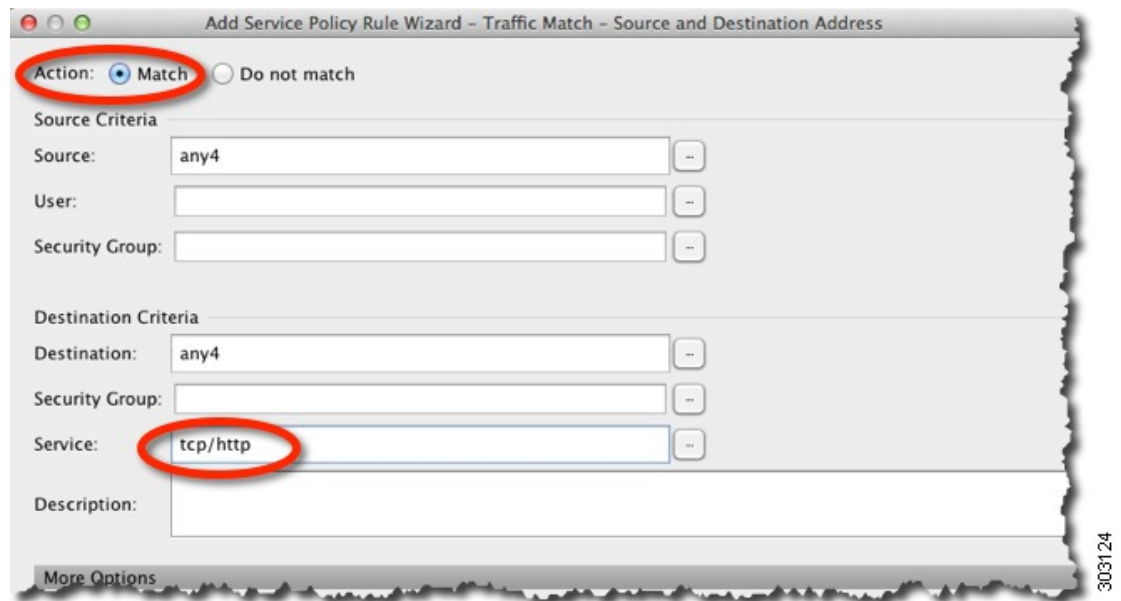 Add Service Policy Rule Wizard – Traffic Match – Source and Destination Address
Action: Match Do not match
Source Criteria
Source: any4 ...
User: ...
Security Group: ...
Destination Criteria
Destination: any4 ...
Security Group: ...
Service: tcp/http ...
Description:
More Options
303124